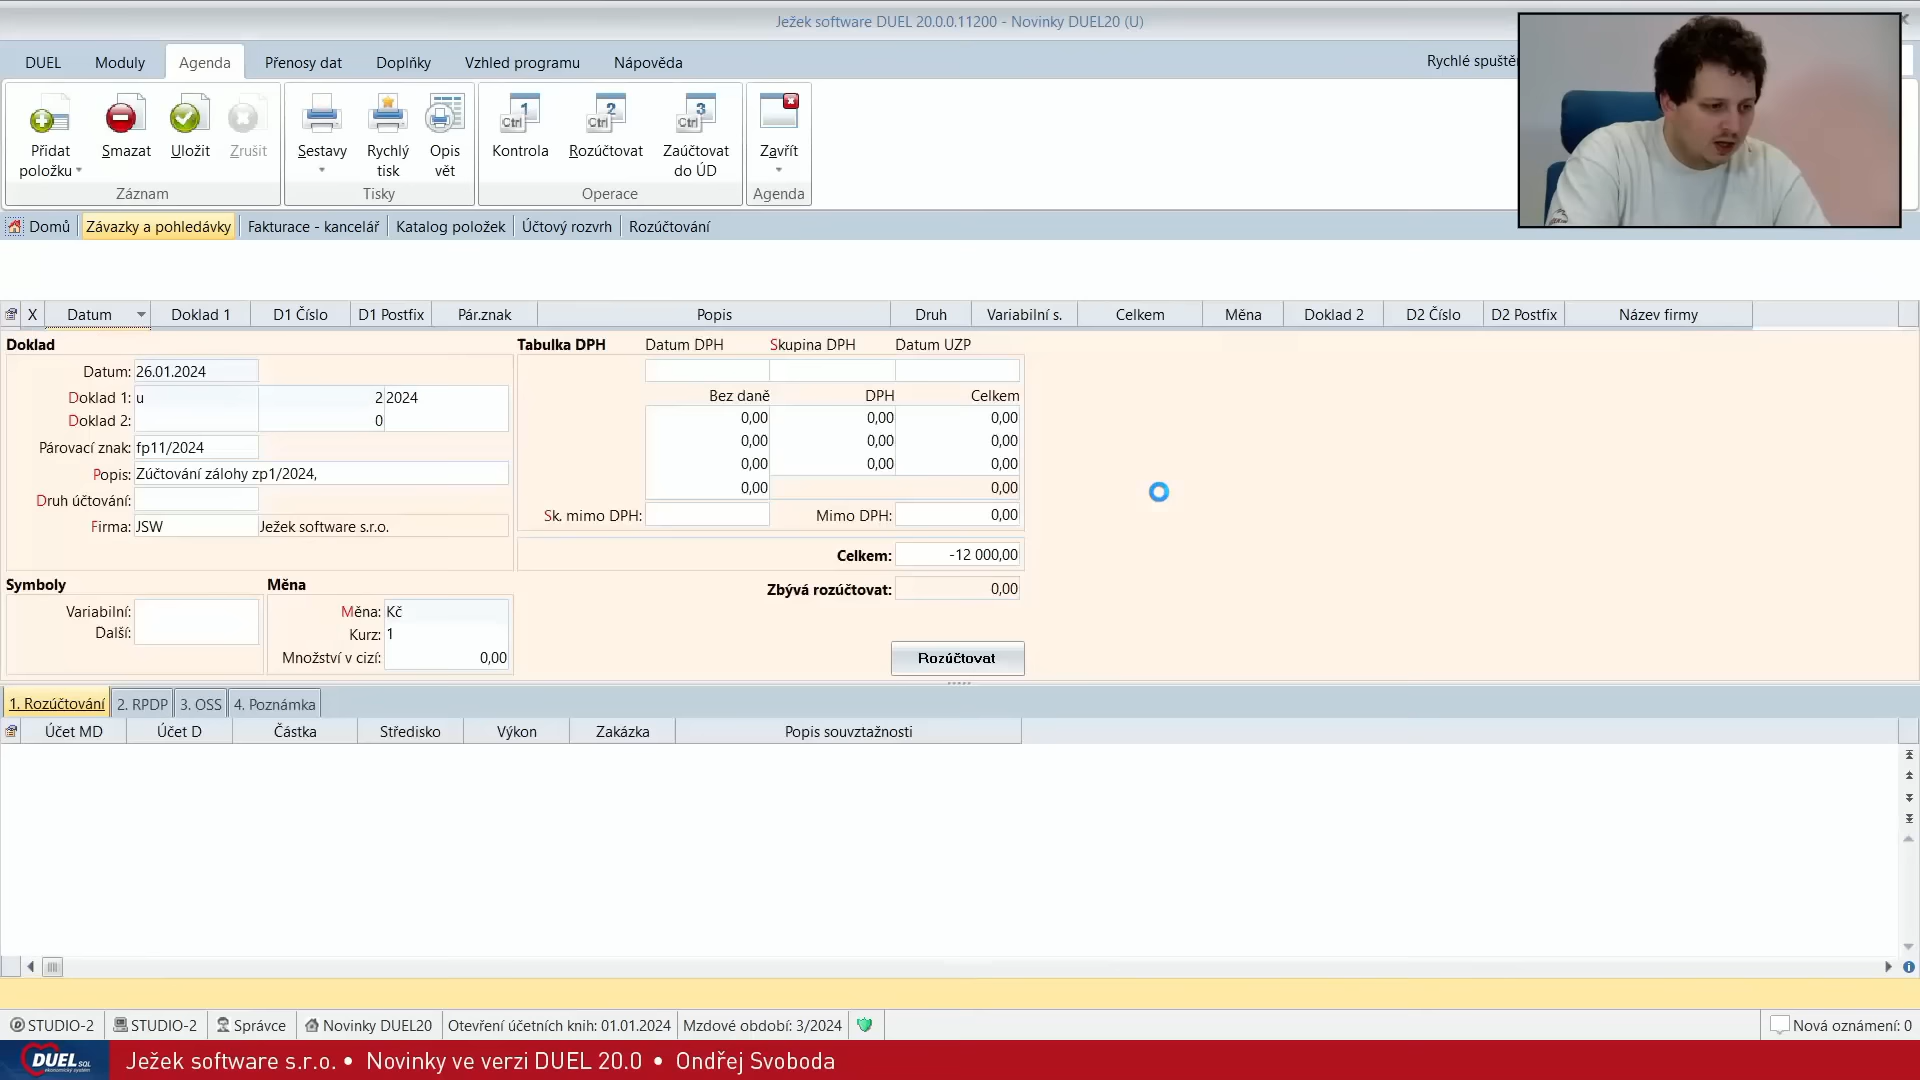 Ježek software DUEL 20.0.0.11200 - Novinky DUEL20 (U)
DUEL Moduly Agenda Přenosy dat Doplňky Vzhled programu Nápověda
Přidat položku Smazat Uložit Zrušit Sestavy Rychlý tisk Opis vět Kontrola Rozúčtovat Zaúčtovat do ÚD Zavřít
1 Ctrl 2 Ctrl 3 Ctrl
Záznam Tisky Operace Agenda
Domů Závazky a pohledávky Fakturace - kancelář Katalog položek Účtový rozvrh Rozúčtování
X Datum Doklad 1 D1 Číslo D1 Postfix Pár.znak Popis Druh Variabilní s. Celkem Měna Doklad 2 D2 Číslo D2 Postfix Název firmy
Doklad
Datum: 26.01.2024
Doklad 1: u 2 2024
Doklad 2: 0
Párovací znak: fp11/2024
Popis: Zúčtování zálohy zp1/2024,
Druh účtování:
Firma: JSW Ježek software s.r.o.
Symboly
Variabilní:
Další:
Měna
Měna: Kč
Kurz: 1
Množství v cizí: 0,00
Tabulka DPH Datum DPH Skupina DPH Datum UZP
Bez daně DPH Celkem
0,00 0,00 0,00
0,00 0,00 0,00
0,00 0,00 0,00
0,00 0,00
Sk. mimo DPH: Mimo DPH: 0,00
Celkem: -12 000,00
Zbývá rozúčtovat: 0,00
Rozúčtovat
1. Rozúčtování 2. RPDP 3. OSS 4. Poznámka
Účet MD Účet D Částka Středisko Výkon Zakázka Popis souvztažnosti
STUDIO-2 STUDIO-2 Správce Novinky DUEL20 Otevření účetních knih: 01.01.2024 Mzdové období: 3/2024 Nová oznámení: 0
DUEL SQL
Ježek software s.r.o. • Novinky ve verzi DUEL 20.0 • Ondřej Svoboda